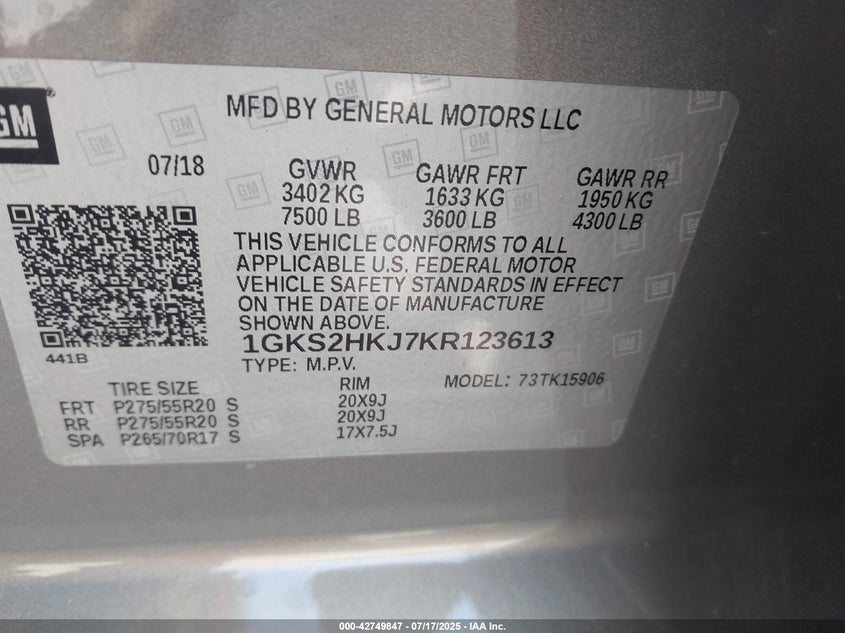 GM
MFD BY GENERAL MOTORS LLC
07/18
GVWR GAWR FRT GAWR RR
3402 KG 1633 KG 1950 KG
7500 LB 3600 LB 4300 LB
THIS VEHICLE CONFORMS TO ALL
APPLICABLE U.S. FEDERAL MOTOR
VEHICLE SAFETY STANDARDS IN EFFECT
ON THE DATE OF MANUFACTURE
SHOWN ABOVE.
1GKS2HKJ7KR123613
441B
TYPE: M.P.V.
TIRE SIZE RIM MODEL: 73TK15906
FRT P275/55R20 S 20X9J
RR P275/55R20 S 20X9J
SPA P265/70R17 S 17X7.5J
000-42749847 - 07/17/2025 - IAA Inc.